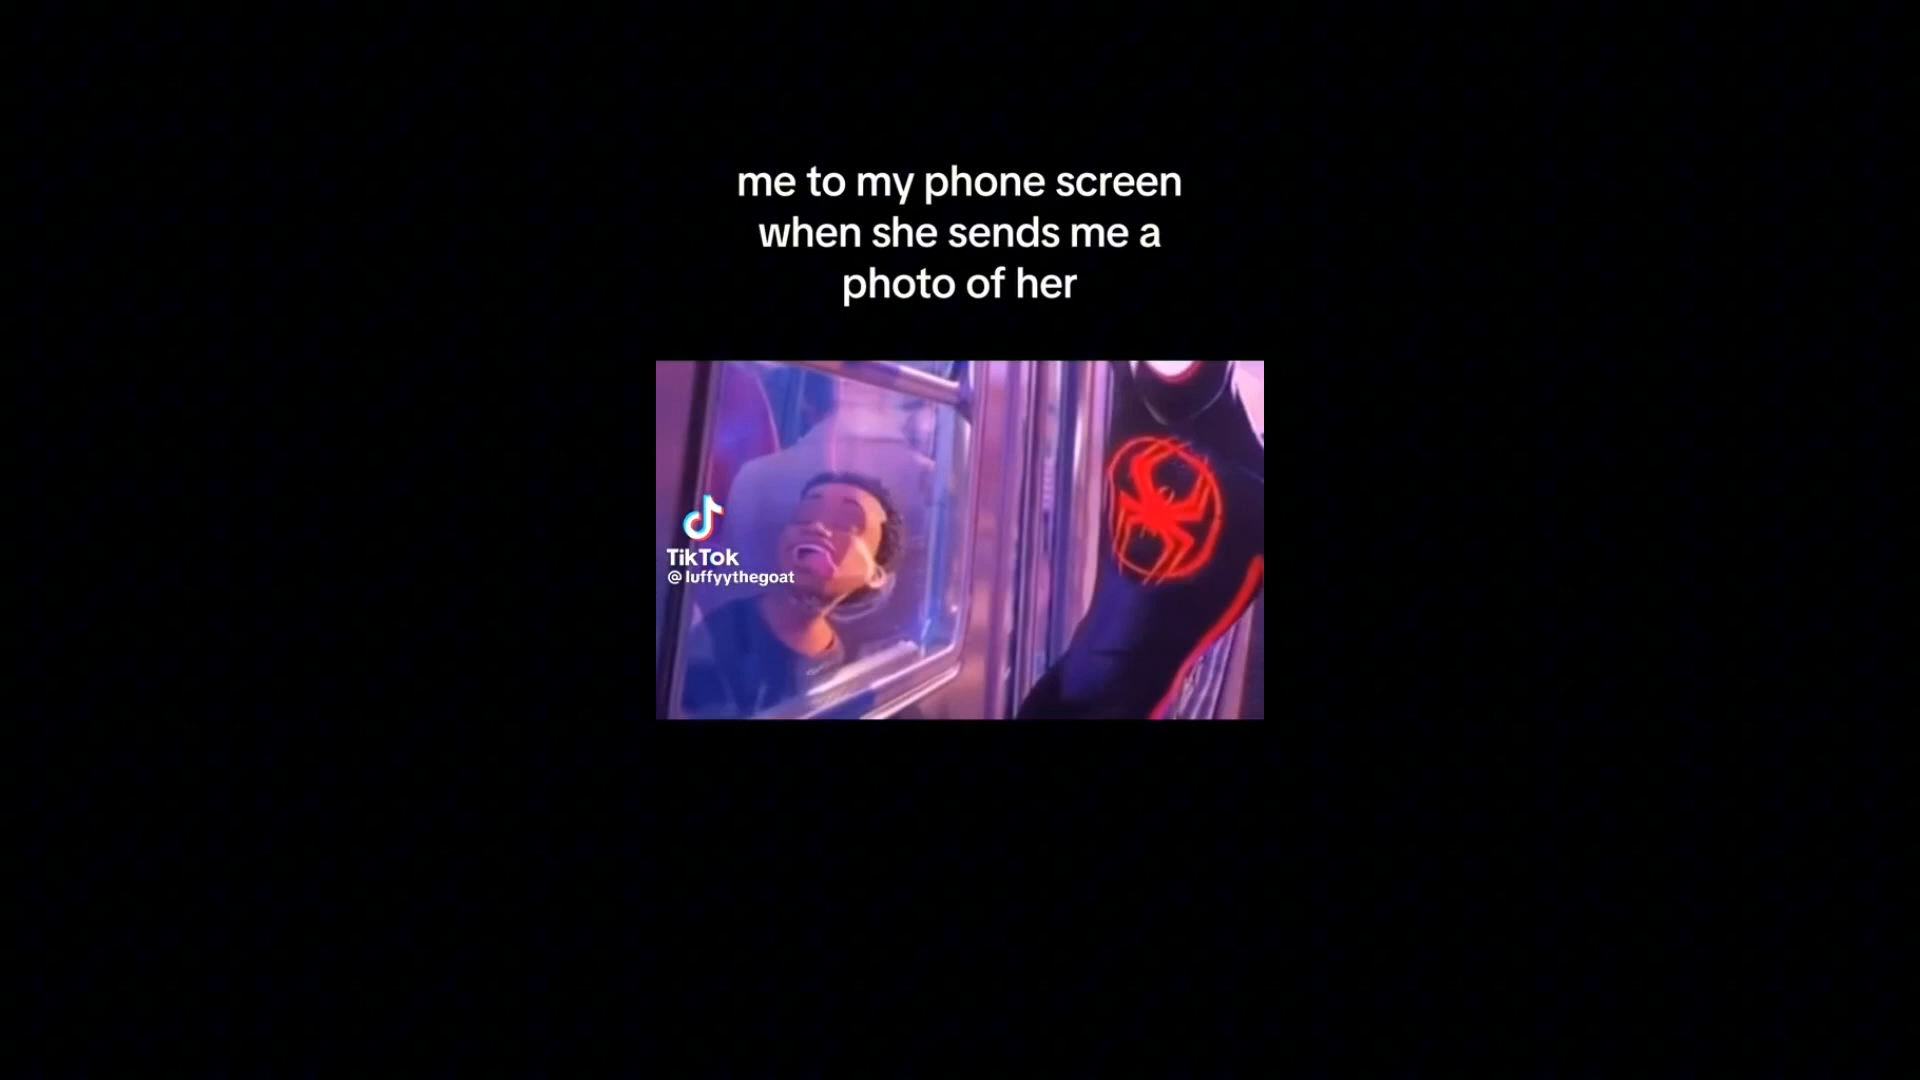 me to my phone screen
when she sends me a
photo of her
TikTok
@luffyythegoat